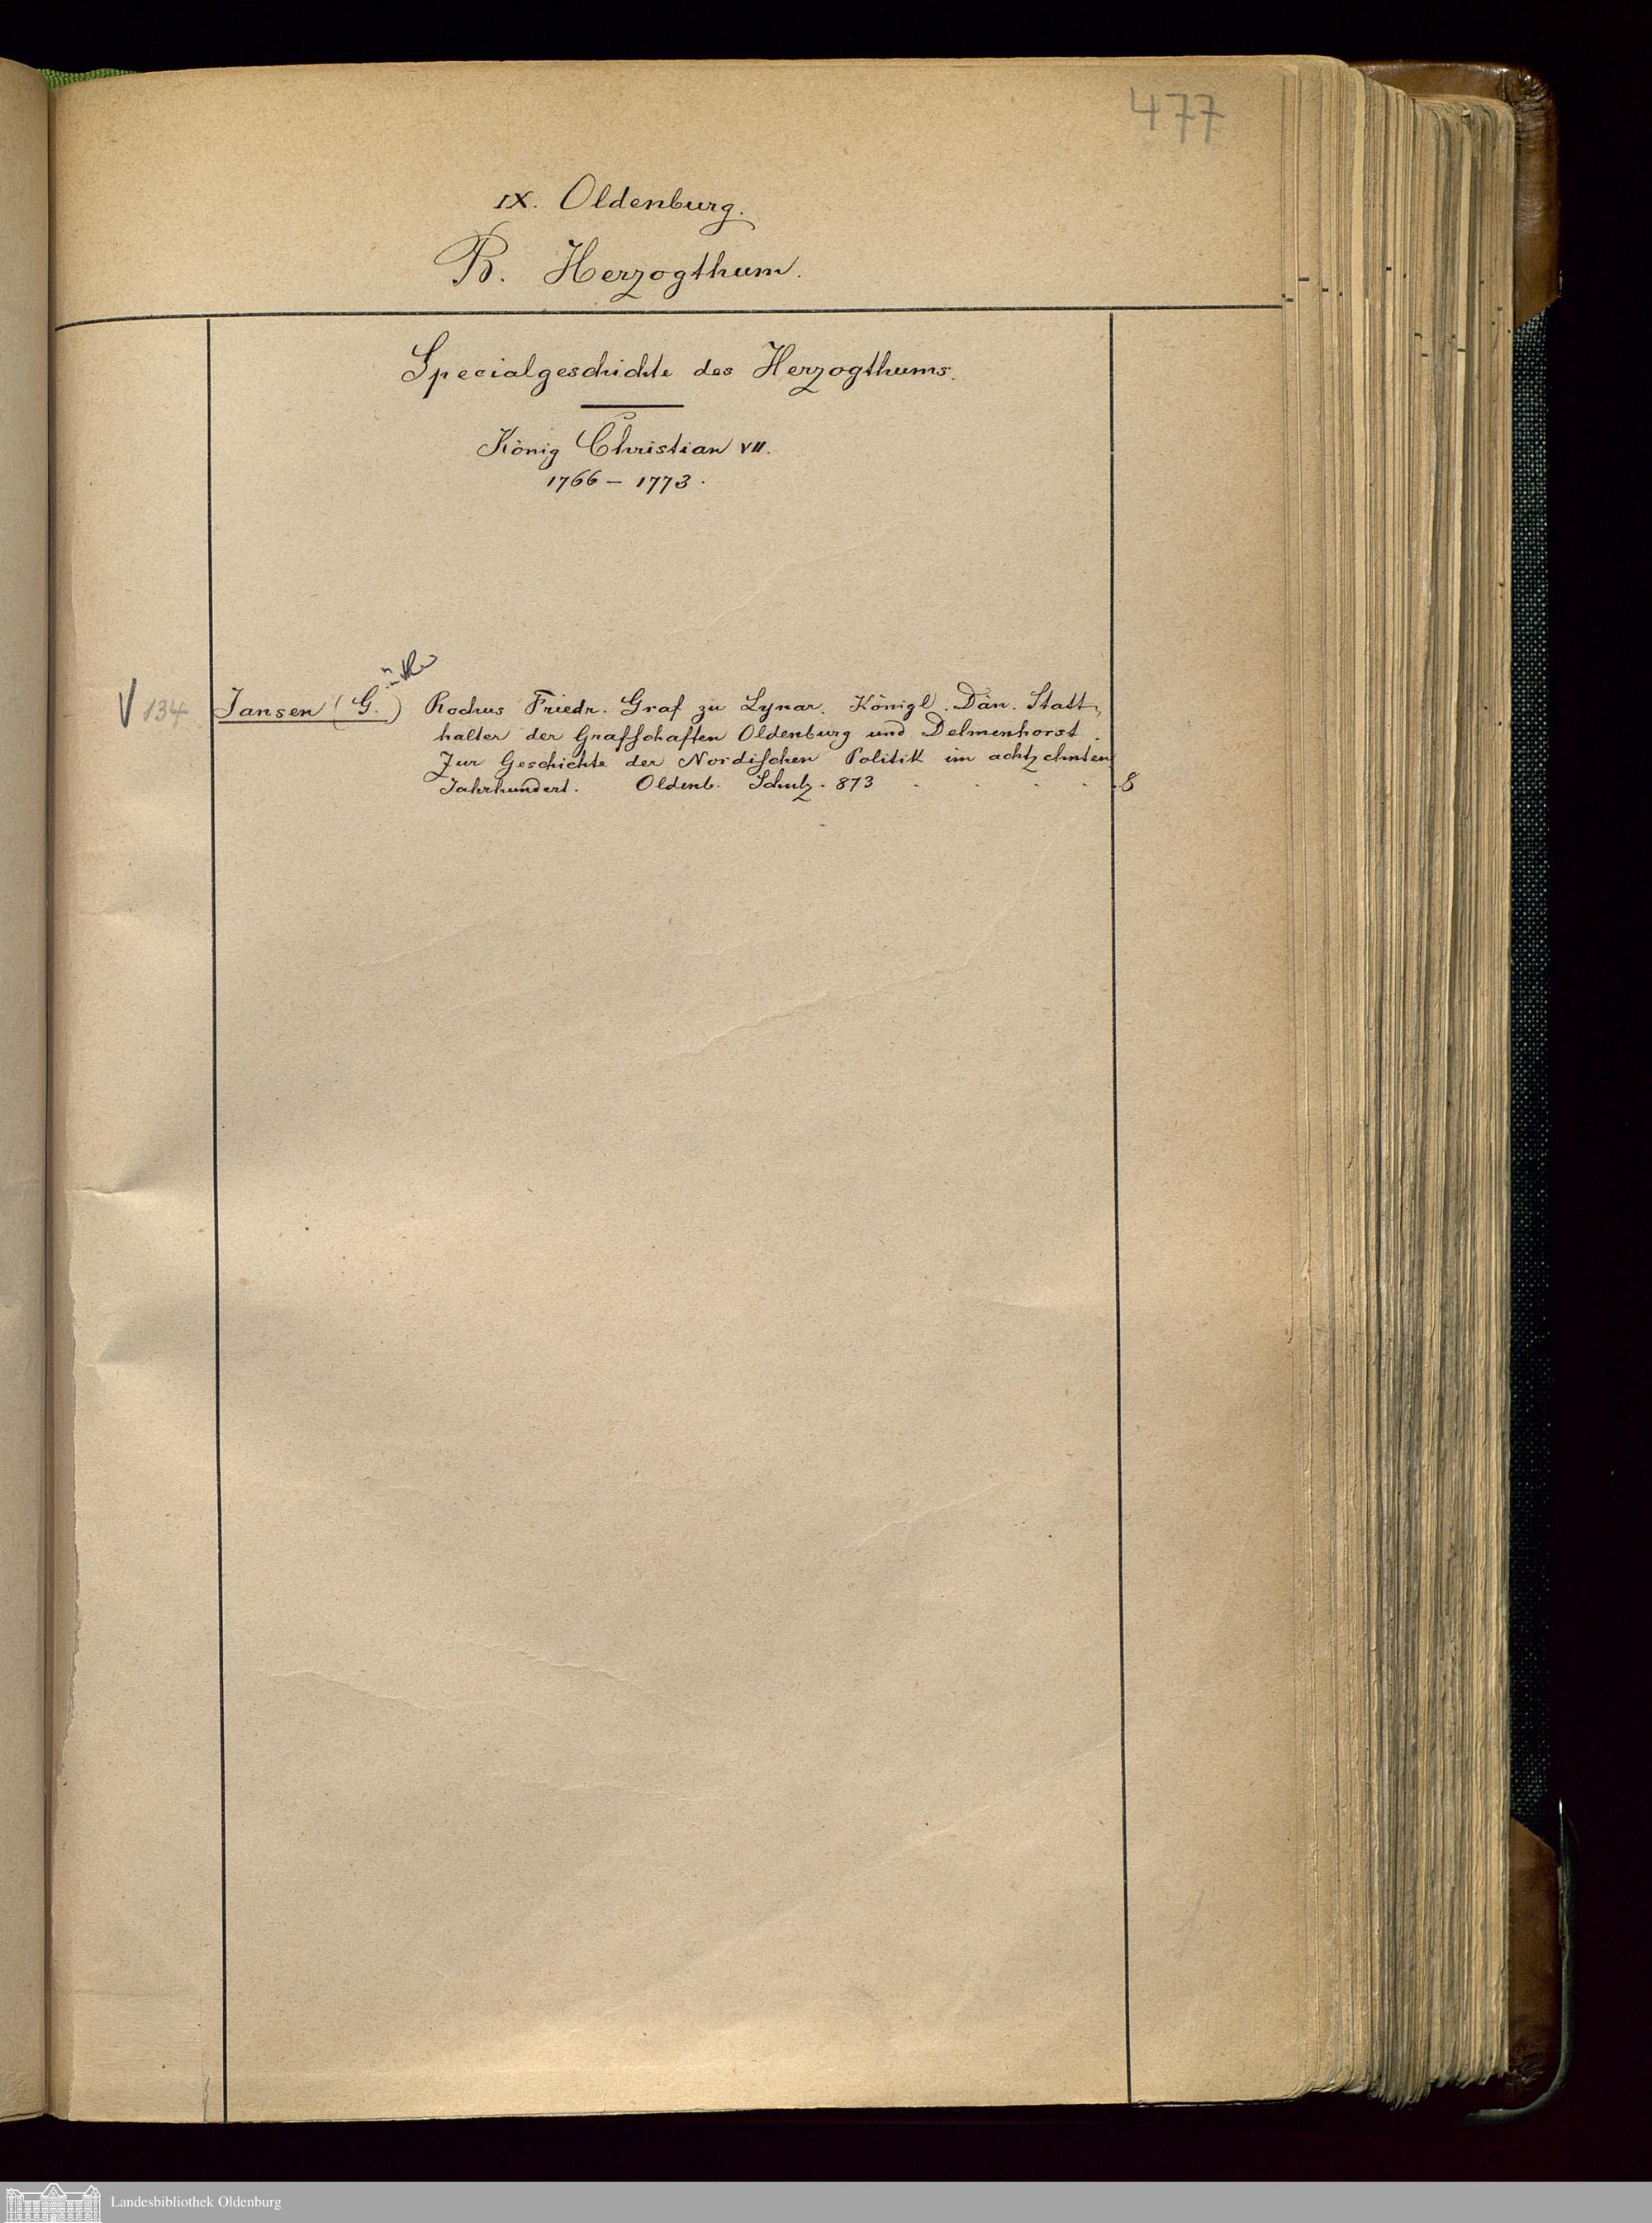 477
IX. Oldenburg.
B. Herzogthum.
Specialgeschichte des Herzogthums.
König Christian VII.
1766 – 1773.
V 134 Jansen (G.) Rochus Friedr. Graf zu Lynar. Königl. Dän. Statt-
halter der Grafschaften Oldenburg und Delmenhorst.
Zur Geschichte der Nordischen Politik im achtzehnten
Jahrhundert. Oldenb. Schulz. 873 . . . . 8
Landesbibliothek Oldenburg